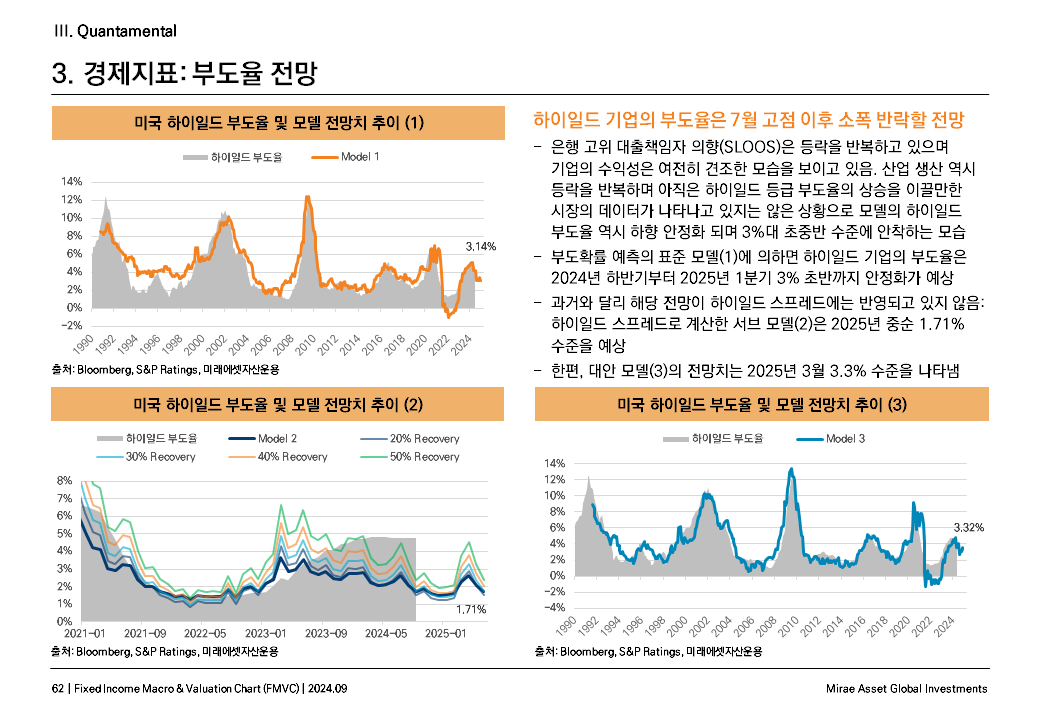 III. Quantamental
3. 경제지표: 부도율 전망
미국 하이일드 부도율 및 모델 전망치 추이 (1)
하이일드 부도율
Model 1
14%
12%
10%
8%
6%
4%
2%
0%
-2%
3.14%
1990
1992
1994
1996
1998
2000
2002
2004
2006
2008
2010
2012
2014
2016
2018
2020
2022
2024
출처: Bloomberg, S&P Ratings, 미래에셋자산운용
하이일드 기업의 부도율은 7월 고점 이후 소폭 반락할 전망
- 은행 고위 대출책임자 의향(SLOOS)은 등락을 반복하고 있으며
기업의 수익성은 여전히 견조한 모습을 보이고 있음. 산업 생산 역시
등락을 반복하며 아직은 하이일드 등급 부도율의 상승을 이끌만한
시장의 데이터가 나타나고 있지는 않은 상황으로 모델의 하이일드
부도율 역시 하향 안정화 되며 3%대 초중반 수준에 안착하는 모습
- 부도확률 예측의 표준 모델(1)에 의하면 하이일드 기업의 부도율은
2024년 하반기부터 2025년 1분기 3% 초반까지 안정화가 예상
- 과거와 달리 해당 전망이 하이일드 스프레드에는 반영되고 있지 않음:
하이일드 스프레드로 계산한 서브 모델(2)은 2025년 중순 1.71%
수준을 예상
- 한편, 대안 모델(3)의 전망치는 2025년 3월 3.3% 수준을 나타냄
미국 하이일드 부도율 및 모델 전망치 추이 (2)
하이일드 부도율
Model 2
20% Recovery
30% Recovery
40% Recovery
50% Recovery
8%
7%
6%
5%
4%
3%
2%
1%
0%
1.71%
2021-01
2021-09
2022-05
2023-01
2023-09
2024-05
2025-01
출처: Bloomberg, S&P Ratings, 미래에셋자산운용
미국 하이일드 부도율 및 모델 전망치 추이 (3)
하이일드 부도율
Model 3
14%
12%
10%
8%
6%
4%
2%
0%
-2%
-4%
3.32%
1990
1992
1994
1996
1998
2000
2002
2004
2006
2008
2010
2012
2014
2016
2018
2020
2022
2024
출처: Bloomberg, S&P Ratings, 미래에셋자산운용
62 | Fixed Income Macro & Valuation Chart (FMVC) | 2024.09
Mirae Asset Global Investments